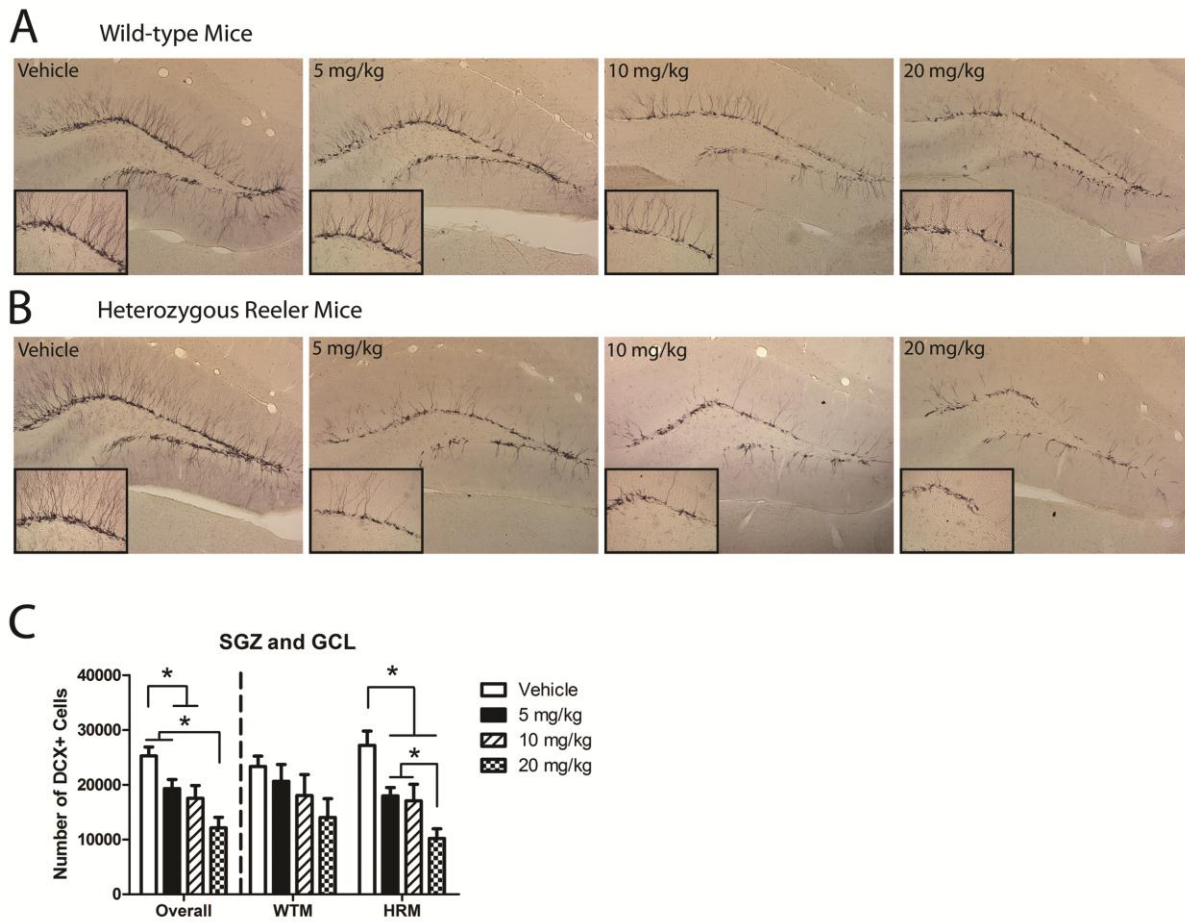 A Wild-type Mice
Vehicle 5 mg/kg 10 mg/kg 20 mg/kg
B Heterozygous Reeler Mice
Vehicle 5 mg/kg 10 mg/kg 20 mg/kg
C
SGZ and GCL
Number of DCX+ Cells
40000
30000
20000
10000
0
* * * *
Overall WTM HRM
Vehicle
5 mg/kg
10 mg/kg
20 mg/kg